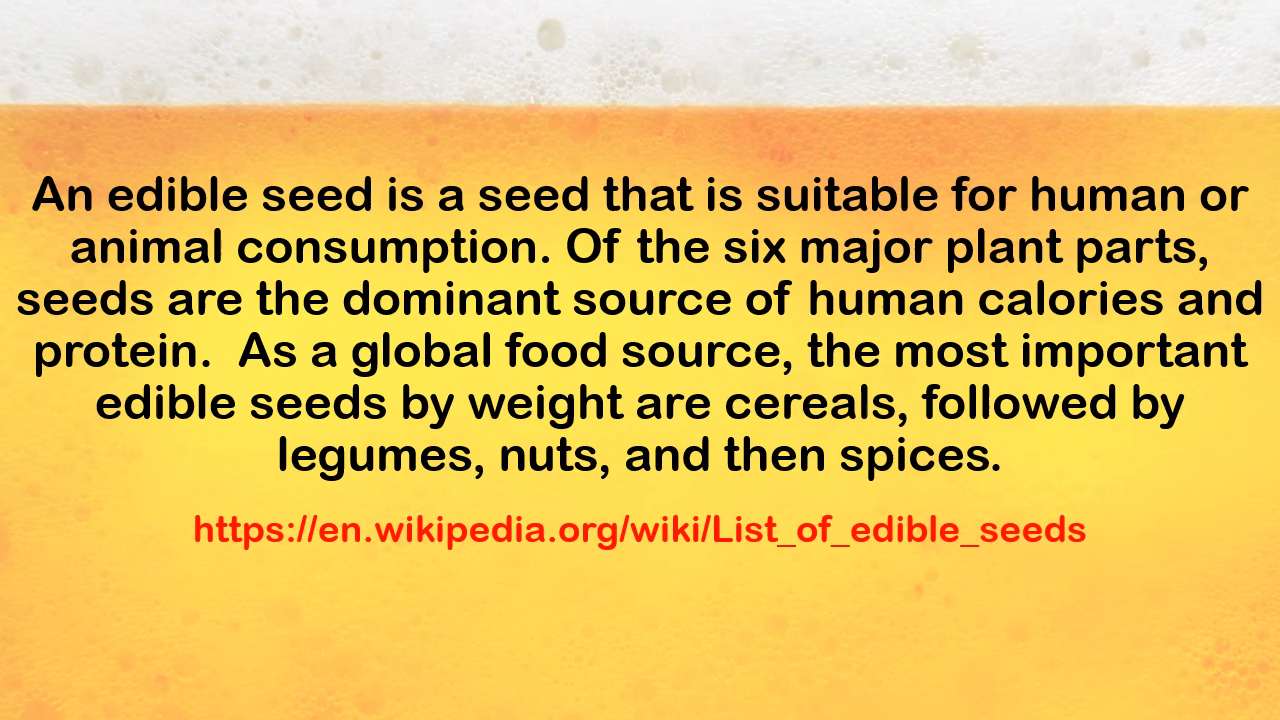 An edible seed is a seed that is suitable for human or
animal consumption. Of the six major plant parts,
seeds are the dominant source of human calories and
protein.  As a global food source, the most important
edible seeds by weight are cereals, followed by
legumes, nuts, and then spices.
https://en.wikipedia.org/wiki/List_of_edible_seeds